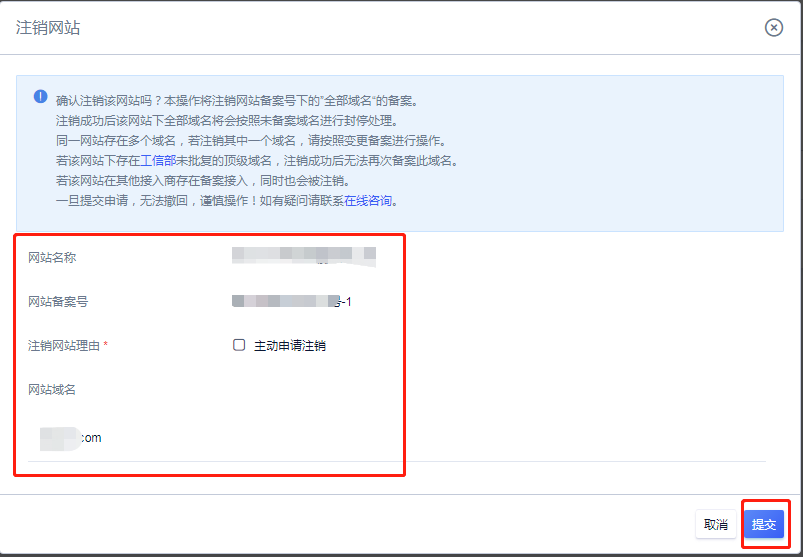 注销网站
确认注销该网站吗？本操作将注销网站备案号下的"全部域名"的备案。
注销成功后该网站下全部域名将会按照未备案域名进行封停处理。
同一网站存在多个域名，若注销其中一个域名，请按照变更备案进行操作。
若该网站下存在工信部未批复的顶级域名，注销成功后无法再次备案此域名。
若该网站在其他接入商存在备案接入，同时也会被注销。
一旦提交申请，无法撤回，谨慎操作！如有疑问请联系在线咨询。
网站名称
网站备案号 -1
注销网站理由 * 主动申请注销
网站域名
com
取消 提交